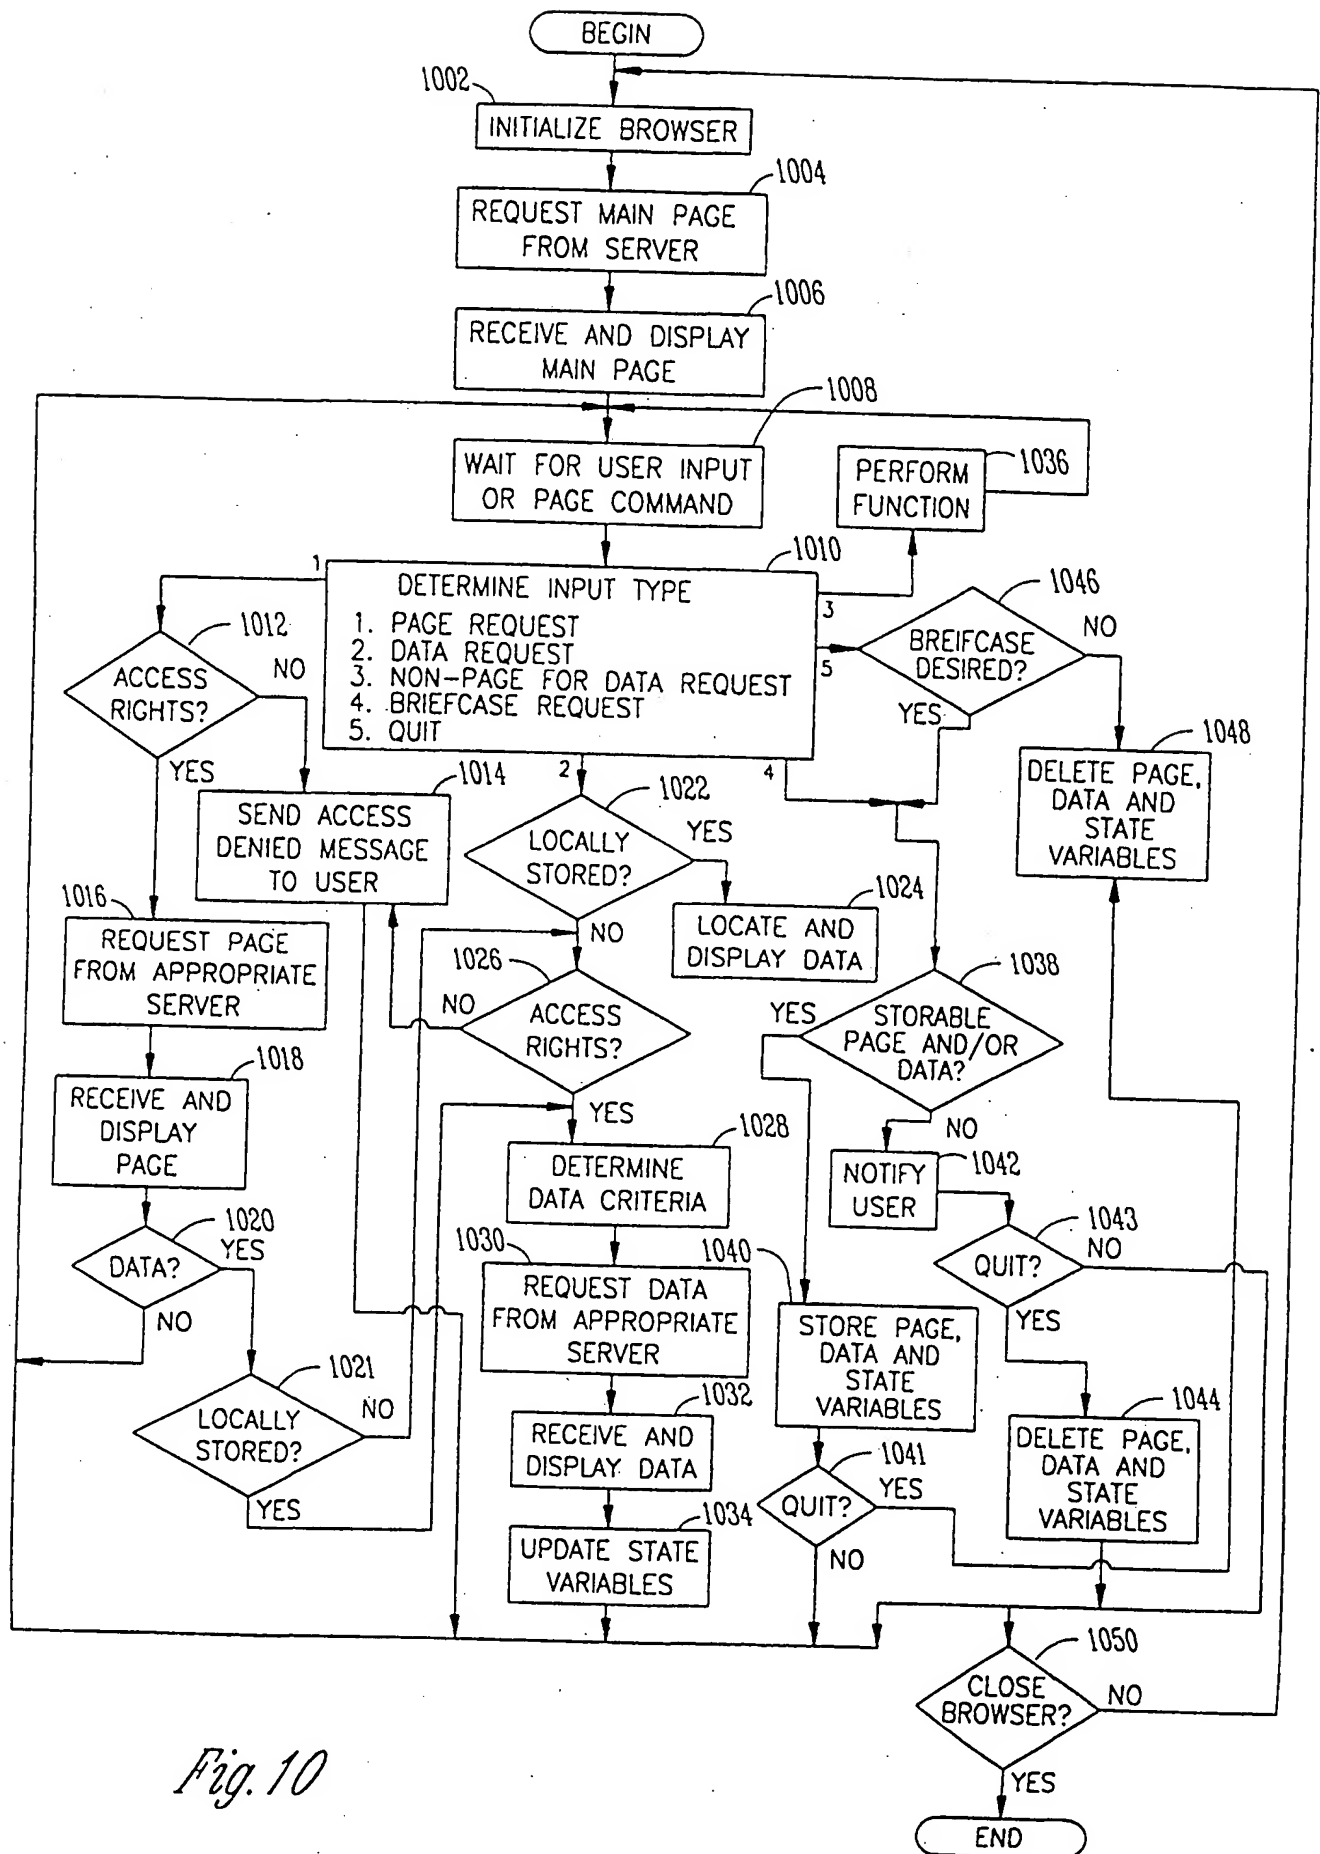 BEGIN
1002
INITIALIZE BROWSER
1004
REQUEST MAIN PAGE
FROM SERVER
1006
RECEIVE AND DISPLAY
MAIN PAGE
1008
WAIT FOR USER INPUT
OR PAGE COMMAND
1036
PERFORM
FUNCTION
1010
1
DETERMINE INPUT TYPE
1. PAGE REQUEST
2. DATA REQUEST
3. NON-PAGE FOR DATA REQUEST
4. BRIEFCASE REQUEST
5. QUIT
3
5
2
4
1046
BREIFCASE
DESIRED?
NO
YES
1012
ACCESS
RIGHTS?
NO
YES
1048
DELETE PAGE,
DATA AND
STATE
VARIABLES
1014
SEND ACCESS
DENIED MESSAGE
TO USER
1022
LOCALLY
STORED?
YES
NO
1024
LOCATE AND
DISPLAY DATA
1016
REQUEST PAGE
FROM APPROPRIATE
SERVER
1026
NO
ACCESS
RIGHTS?
YES
1038
YES
STORABLE
PAGE AND/OR
DATA?
NO
1018
RECEIVE AND
DISPLAY
PAGE
1028
DETERMINE
DATA CRITERIA
1042
NOTIFY
USER
1020
DATA?
YES
NO
1030
REQUEST DATA
FROM APPROPRIATE
SERVER
1040
STORE PAGE,
DATA AND
STATE
VARIABLES
1043
QUIT?
NO
YES
1021
LOCALLY
STORED?
NO
YES
1032
RECEIVE AND
DISPLAY DATA
1041
QUIT?
YES
NO
1044
DELETE PAGE,
DATA AND
STATE
VARIABLES
1034
UPDATE STATE
VARIABLES
1050
CLOSE
BROWSER?
NO
YES
END
Fig. 10